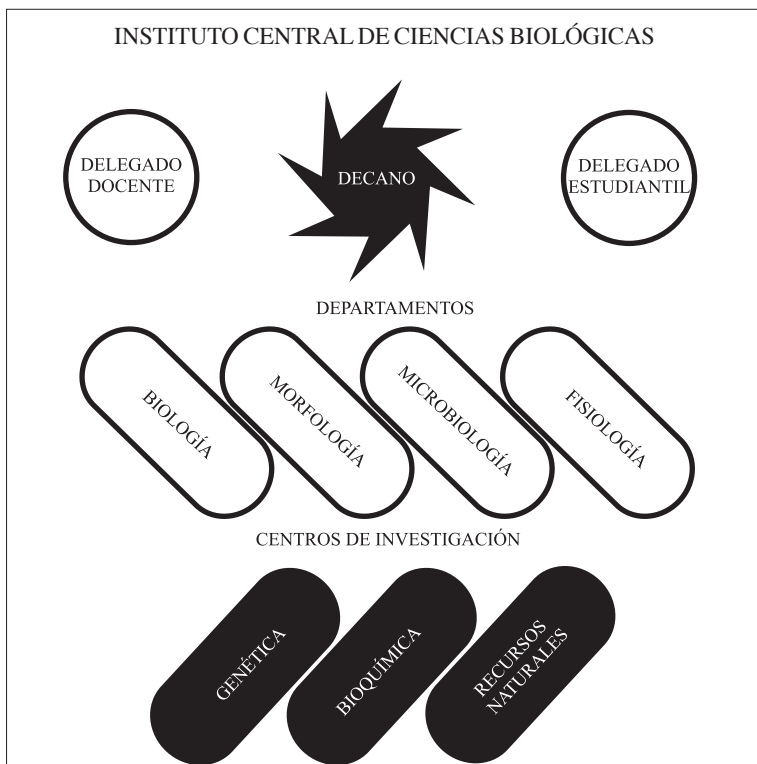 INSTITUTO CENTRAL DE CIENCIAS BIOLÓGICAS
DELEGADO
DOCENTE
DECANO
DELEGADO
ESTUDIANTIL
DEPARTAMENTOS
BIOLOGÍA
MORFOLOGÍA
MICROBIOLOGÍA
FISIOLOGÍA
CENTROS DE INVESTIGACIÓN
GENÉTICA
BIOQUÍMICA
RECURSOS
NATURALES